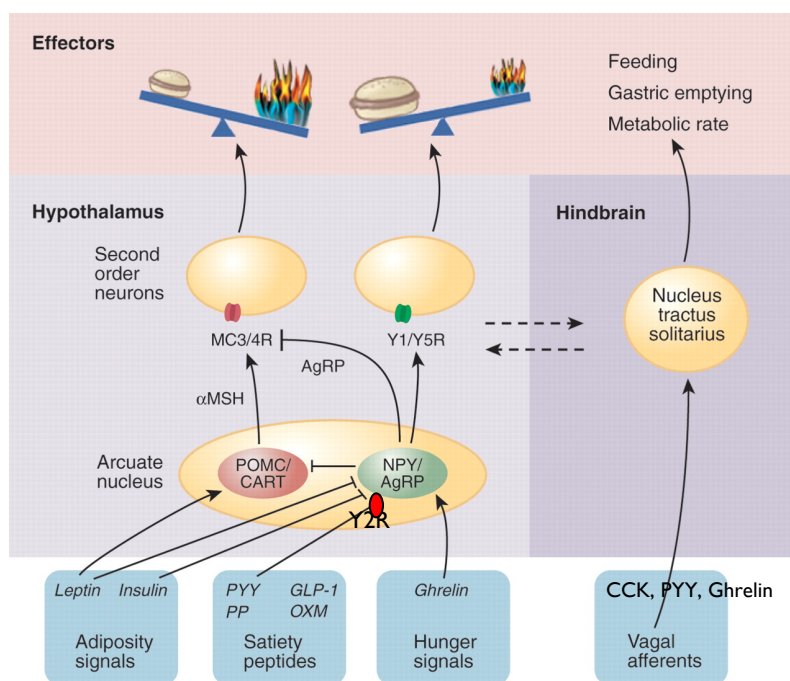 Effectors
Feeding
Gastric emptying
Metabolic rate
Hypothalamus
Hindbrain
Second
order
neurons
Nucleus
tractus
solitarius
MC3/4R
Y1/Y5R
AgRP
αMSH
Arcuate
nucleus
POMC/
CART
NPY/
AgRP
Y2R
Leptin
Insulin
Adiposity
signals
PYY
GLP-1
PP
OXM
Satiety
peptides
Ghrelin
Hunger
signals
CCK, PYY, Ghrelin
Vagal
afferents